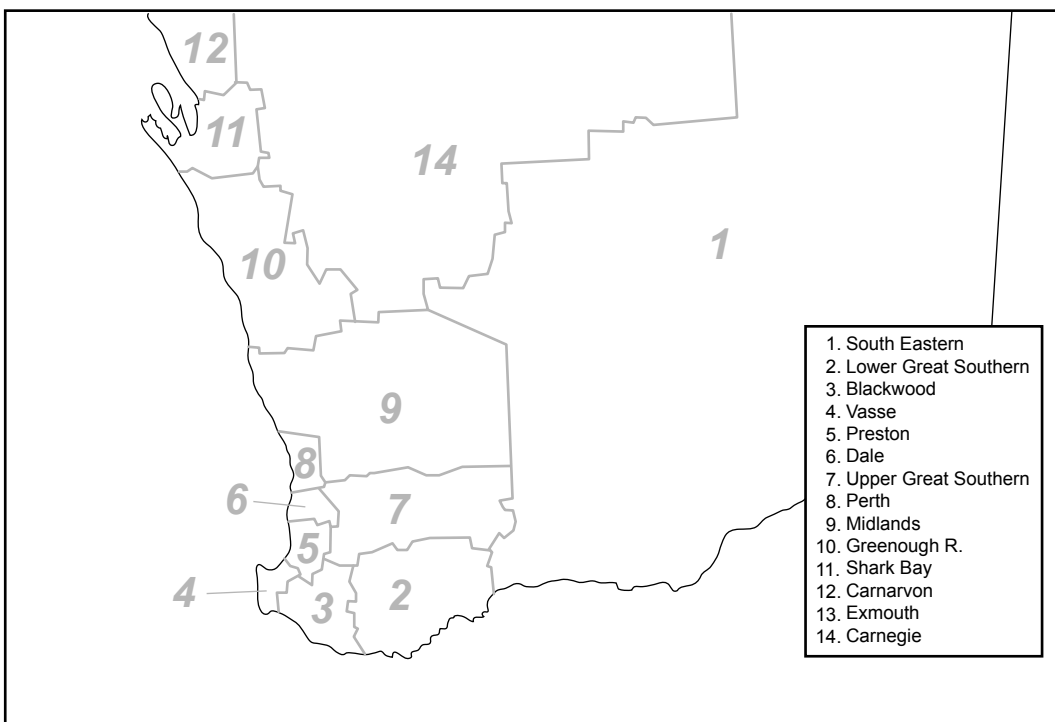 12
11
14
1
10
9
8
6
7
5
4
3
2
1. South Eastern
2. Lower Great Southern
3. Blackwood
4. Vasse
5. Preston
6. Dale
7. Upper Great Southern
8. Perth
9. Midlands
10. Greenough R.
11. Shark Bay
12. Carnarvon
13. Exmouth
14. Carnegie